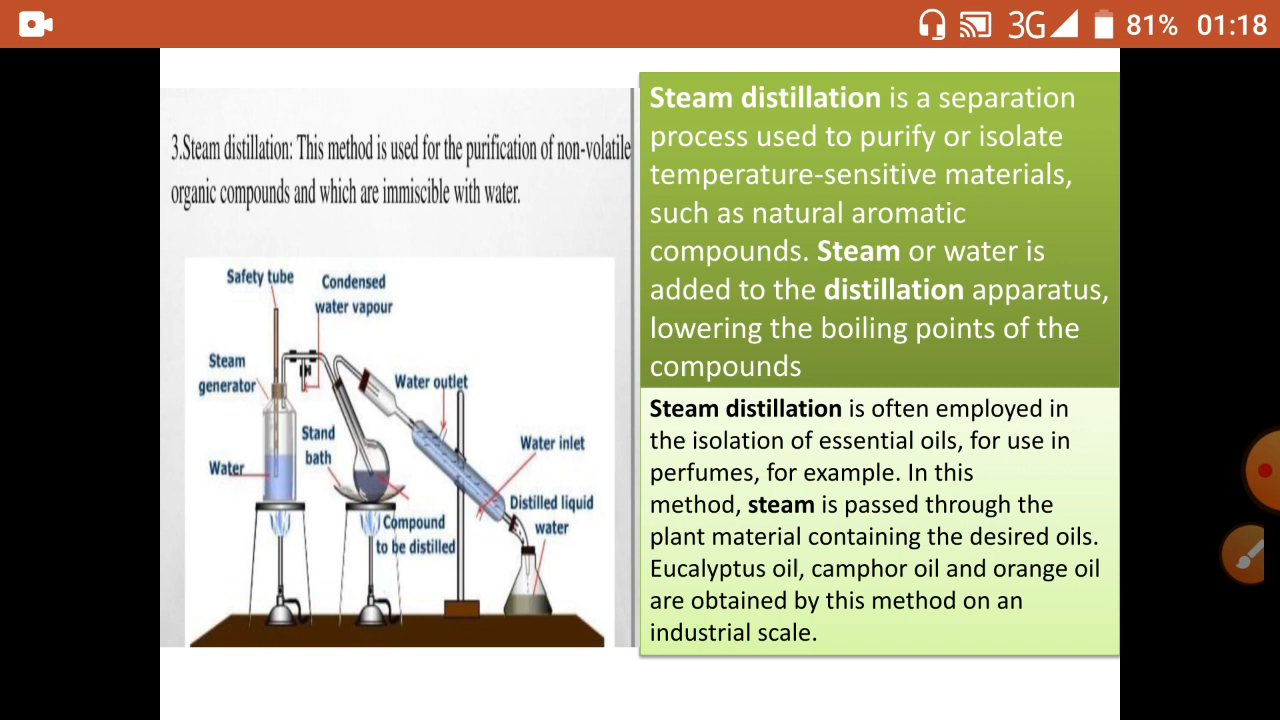 3G 81% 01:18
3.Steam distillation: This method is used for the purification of non-volatile
organic compounds and which are immiscible with water.
Safety tube
Condensed
water vapour
Steam
generator
Water outlet
Stand
bath
Water inlet
Water
Distilled liquid
water
Compound
to be distilled
Steam distillation is a separation
process used to purify or isolate
temperature-sensitive materials,
such as natural aromatic
compounds. Steam or water is
added to the distillation apparatus,
lowering the boiling points of the
compounds
Steam distillation is often employed in
the isolation of essential oils, for use in
perfumes, for example. In this
method, steam is passed through the
plant material containing the desired oils.
Eucalyptus oil, camphor oil and orange oil
are obtained by this method on an
industrial scale.